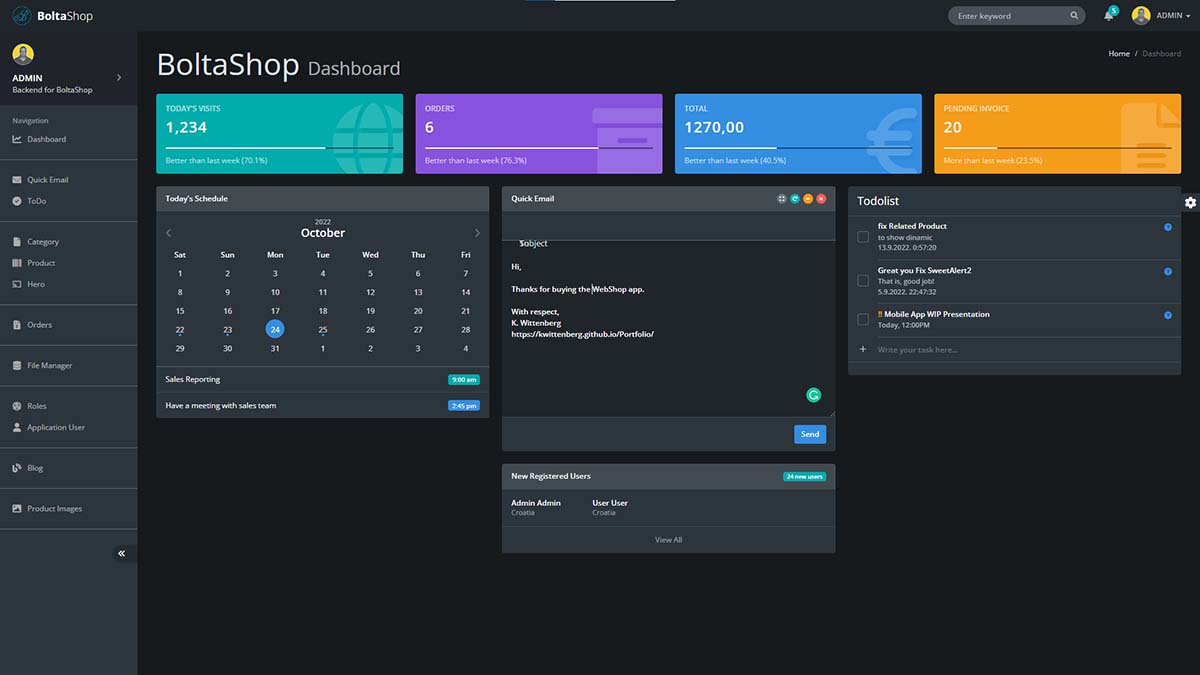 BoltaShop
Enter keyword
5
ADMIN
ADMIN
Backend for BoltaShop
Navigation
Dashboard
Quick Email
ToDo
Category
Product
Hero
Orders
File Manager
Roles
Application User
Blog
Product Images
BoltaShop Dashboard
Home / Dashboard
TODAY'S VISITS
1,234
Better than last week (70.1%)
ORDERS
6
Better than last week (76.3%)
TOTAL
1270,00
Better than last week (40.5%)
PENDING INVOICE
20
More than last week (23.5%)
Today's Schedule
2022
October
Sat Sun Mon Tue Wed Thu Fri
1 2 3 4 5 6 7
8 9 10 11 12 13 14
15 16 17 18 19 20 21
22 23 24 25 26 27 28
29 30 31 1 2 3 4
Sales Reporting 9:00 am
Have a meeting with sales team 2:45 pm
Quick Email
Subject
Hi,
Thanks for buying the WebShop app.
With respect,
K. Wittenberg
https://kwittenberg.github.io/Portfolio/
Send
New Registered Users 24 new users
Admin Admin User User
Croatia Croatia
View All
Todolist
fix Related Product
to show dinamic
13.9.2022. 0:57:20
Great you Fix SweetAlert2
That is, good job!
5.9.2022. 22:47:32
!! Mobile App WIP Presentation
Today, 12:00PM
+ Write your task here...